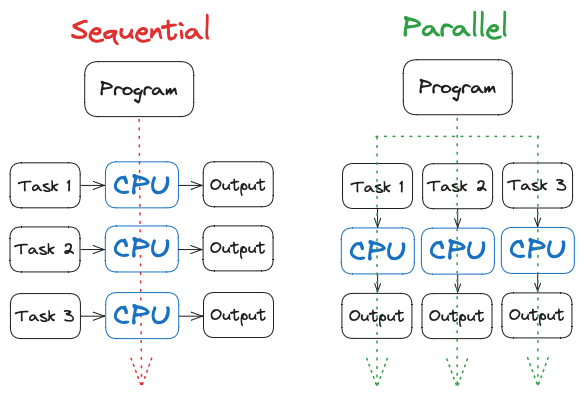 Sequential
Program
Task 1 CPU Output
Task 2 CPU Output
Task 3 CPU Output
Parallel
Program
Task 1 Task 2 Task 3
CPU CPU CPU
Output Output Output